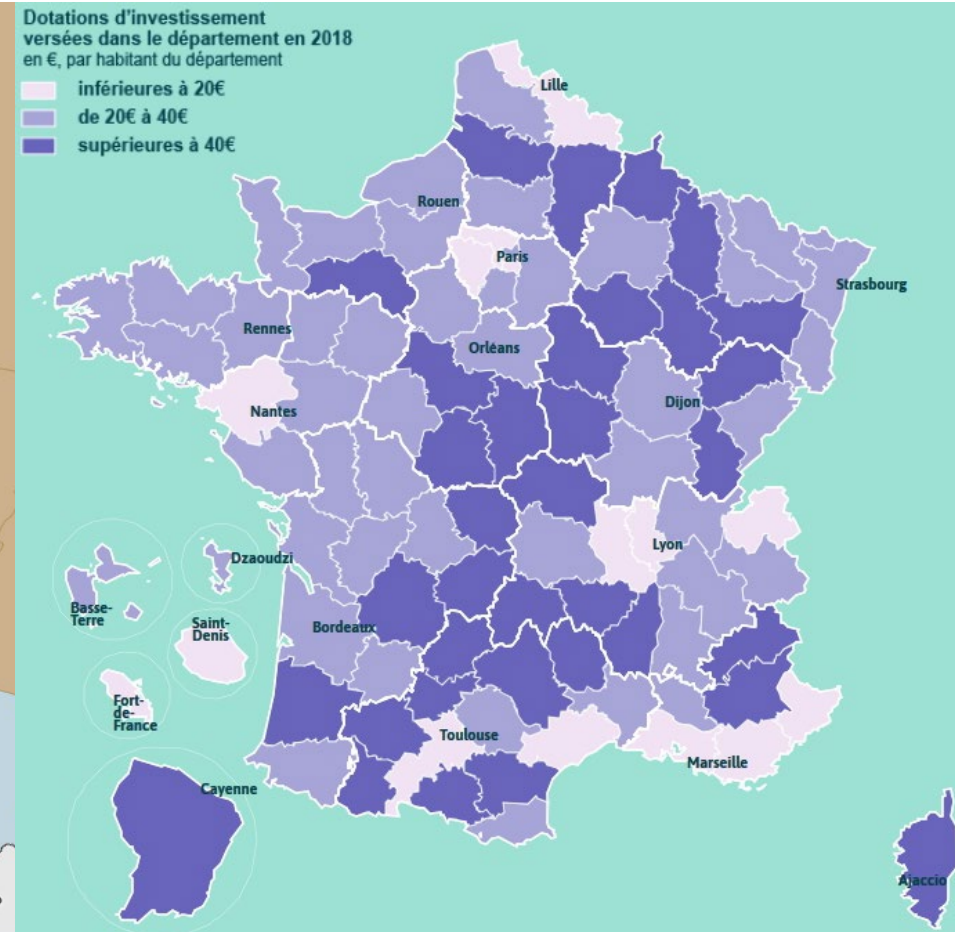 Dotations d'investissement
versées dans le département en 2018
en €, par habitant du département
inférieures à 20€
de 20€ à 40€
supérieures à 40€
Lille
Rouen
Paris
Strasbourg
Rennes
Orléans
Nantes
Dijon
Lyon
Dzaoudzi
Basse-
Terre
Saint-
Denis
Bordeaux
Fort-
de-
France
Toulouse
Marseille
Cayenne
Ajaccio